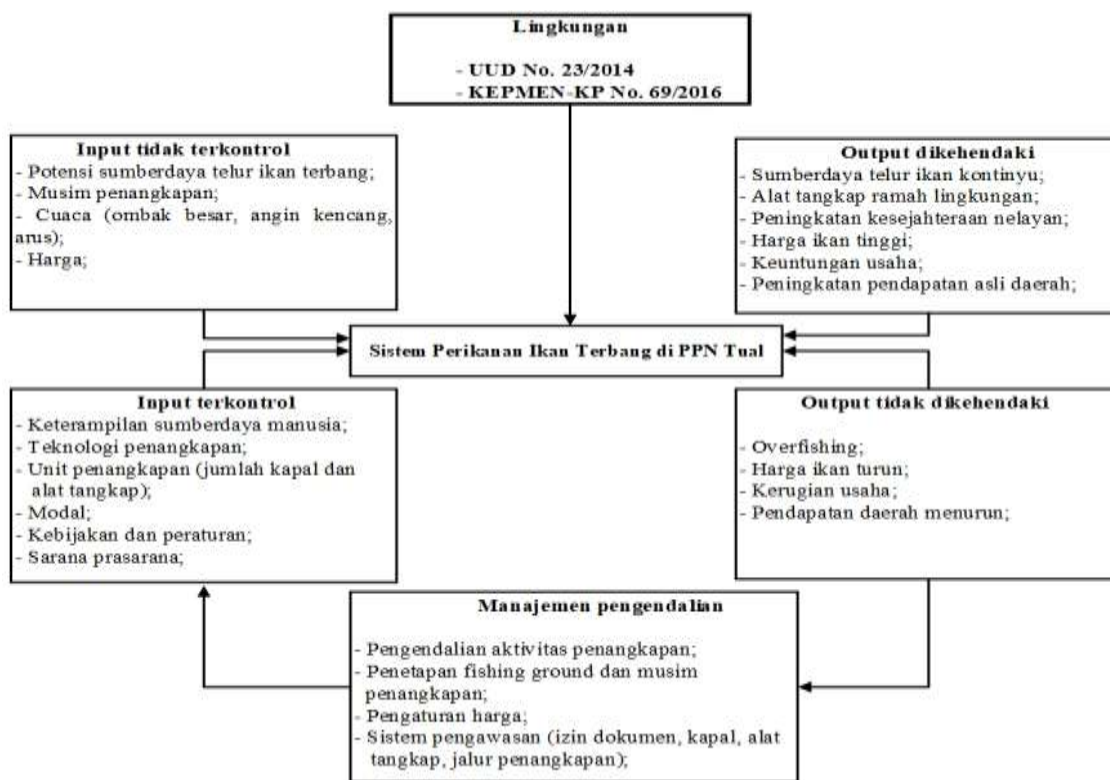 Lingkungan
- UUD No. 23/2014
- KEPMEN-KP No. 69/2016
Input tidak terkontrol
- Potensi sumberdaya telur ikan terbang;
- Musim penangkapan;
- Cuaca (ombak besar, angin kencang,
arus);
- Harga;
Output dikehendaki
- Sumberdaya telur ikan kontinyu;
- Alat tangkap ramah lingkungan;
- Peningkatan kesejahteraan nelayan;
- Harga ikan tinggi;
- Keuntungan usaha;
- Peningkatan pendapatan asli daerah;
Sistem Perikanan Ikan Terbang di PPN Tual
Input terkontrol
- Keterampilan sumberdaya manusia;
- Teknologi penangkapan;
- Unit penangkapan (jumlah kapal dan
alat tangkap);
- Modal;
- Kebijakan dan peraturan;
- Sarana prasarana;
Output tidak dikehendaki
- Overfishing;
- Harga ikan turun;
- Kerugian usaha;
- Pendapatan daerah menurun;
Manajemen pengendalian
- Pengendalian aktivitas penangkapan;
- Penetapan fishing ground dan musim
penangkapan;
- Pengaturan harga;
- Sistem pengawasan (izin dokumen, kapal, alat
tangkap, jalur penangkapan);